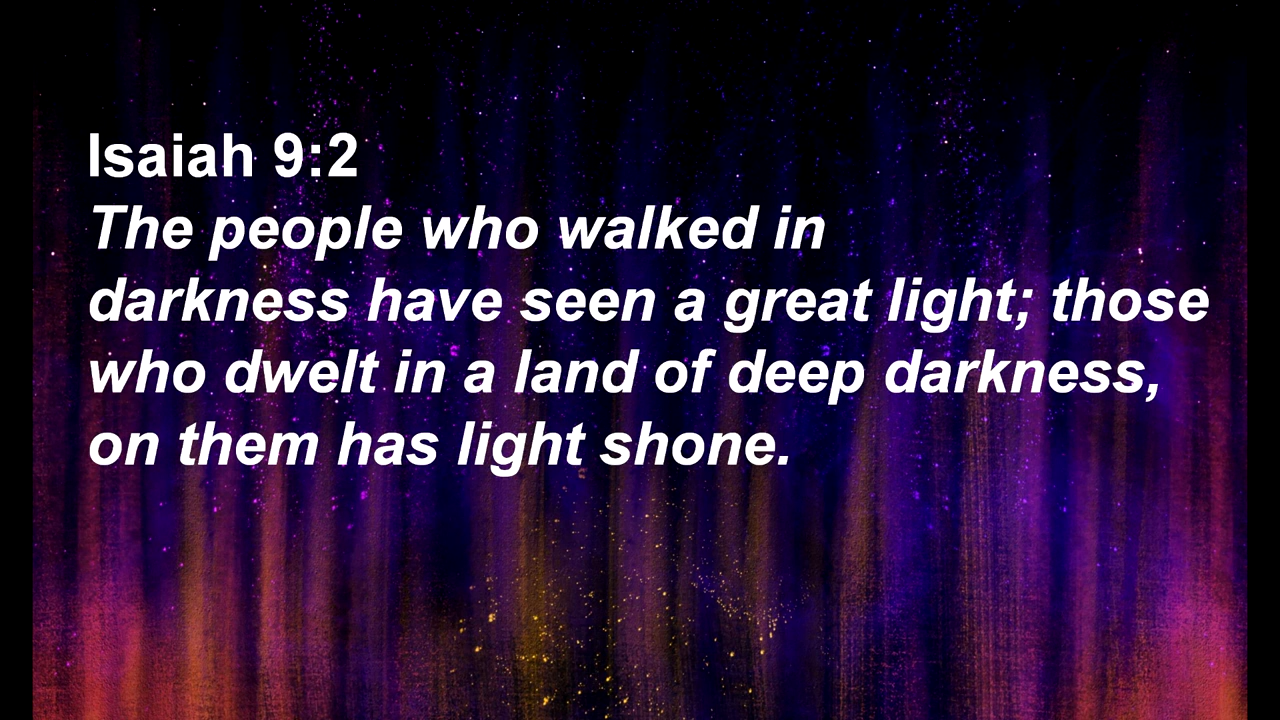 Isaiah 9:2
The people who walked in
darkness have seen a great light; those
who dwelt in a land of deep darkness,
on them has light shone.